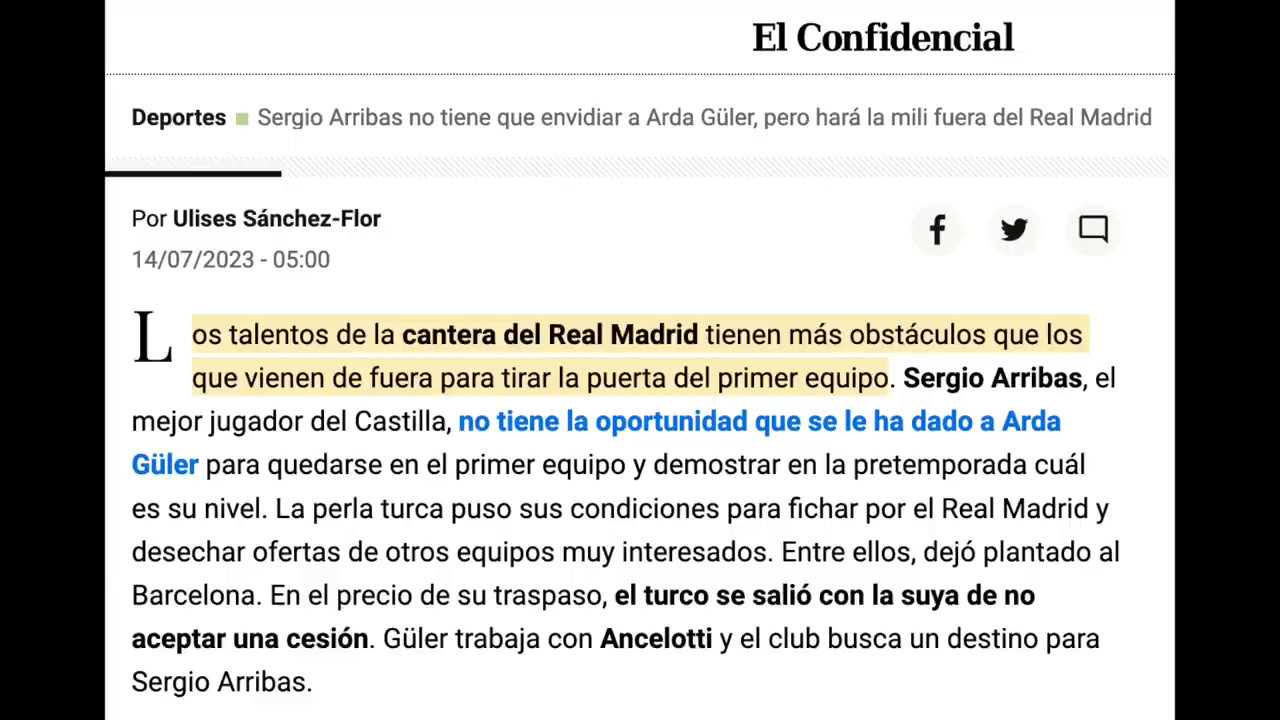 El Confidencial
Deportes Sergio Arribas no tiene que envidiar a Arda Güler, pero hará la mili fuera del Real Madrid
Por Ulises Sánchez-Flor
14/07/2023 - 05:00
Los talentos de la cantera del Real Madrid tienen más obstáculos que los
que vienen de fuera para tirar la puerta del primer equipo. Sergio Arribas, el
mejor jugador del Castilla, no tiene la oportunidad que se le ha dado a Arda
Güler para quedarse en el primer equipo y demostrar en la pretemporada cuál
es su nivel. La perla turca puso sus condiciones para fichar por el Real Madrid y
desechar ofertas de otros equipos muy interesados. Entre ellos, dejó plantado al
Barcelona. En el precio de su traspaso, el turco se salió con la suya de no
aceptar una cesión. Güler trabaja con Ancelotti y el club busca un destino para
Sergio Arribas.